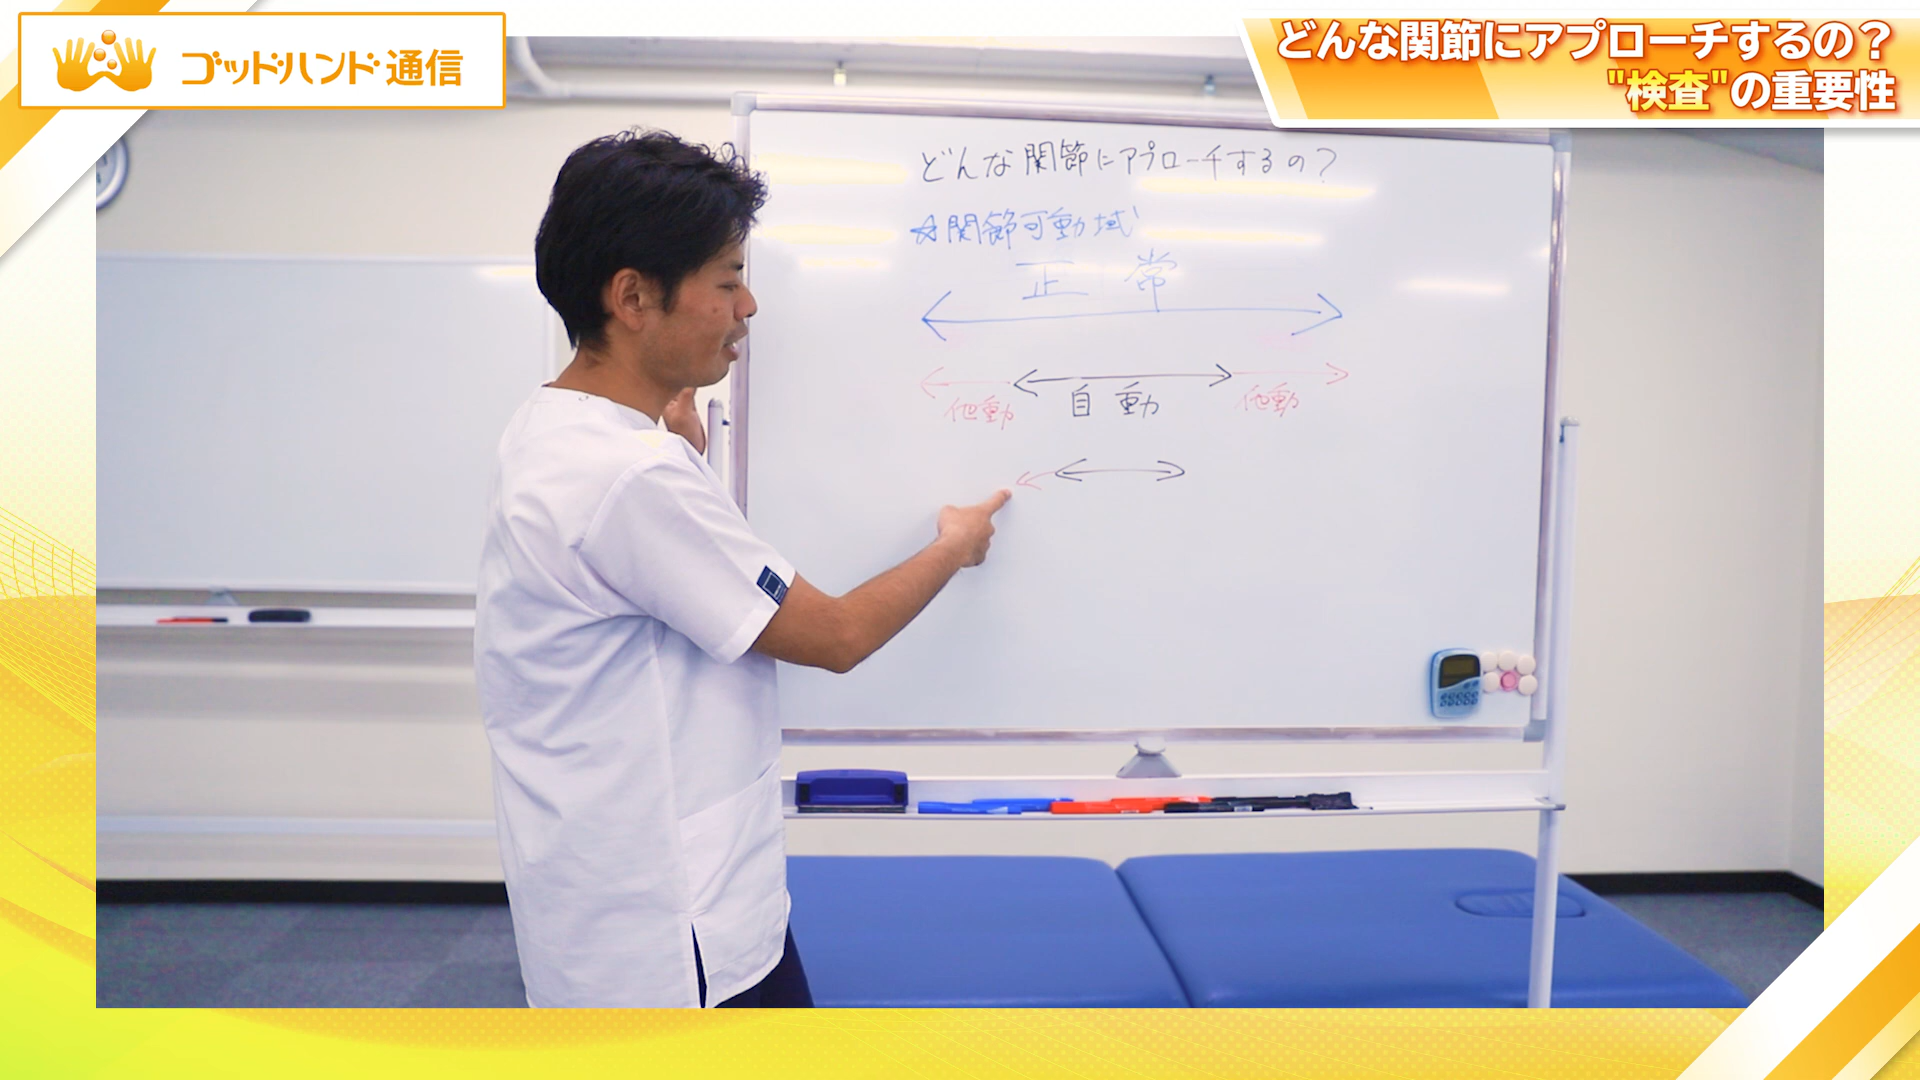 ゴッドハンド通信
どんな関節にアプローチするの？
"検査"の重要性
どんな関節にアプローチするの？
☆関節可動域
正常
他動 自動 他動